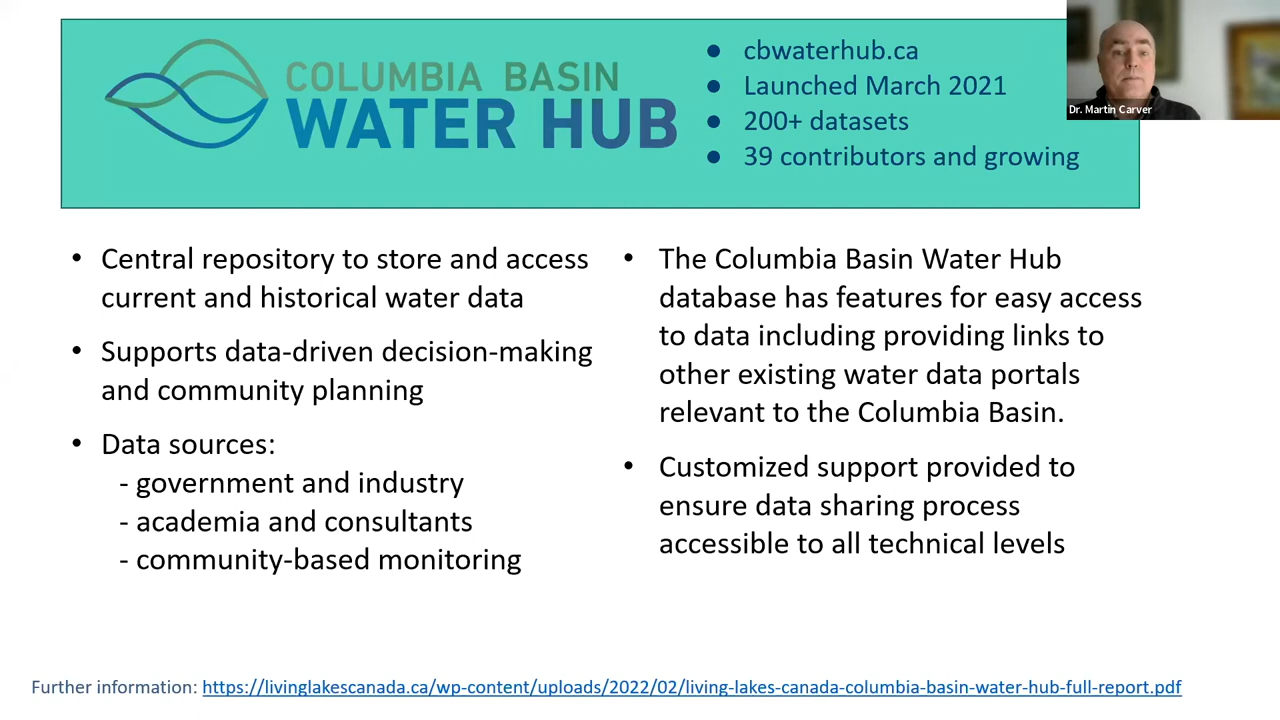 COLUMBIA BASIN
WATER HUB
• cbwaterhub.ca
• Launched March 2021
• 200+ datasets
• 39 contributors and growing
Dr. Martin Carver
• Central repository to store and access
current and historical water data
• Supports data-driven decision-making
and community planning
• Data sources:
- government and industry
- academia and consultants
- community-based monitoring
• The Columbia Basin Water Hub
database has features for easy access
to data including providing links to
other existing water data portals
relevant to the Columbia Basin.
• Customized support provided to
ensure data sharing process
accessible to all technical levels
Further information: https://livinglakescanada.ca/wp-content/uploads/2022/02/living-lakes-canada-columbia-basin-water-hub-full-report.pdf